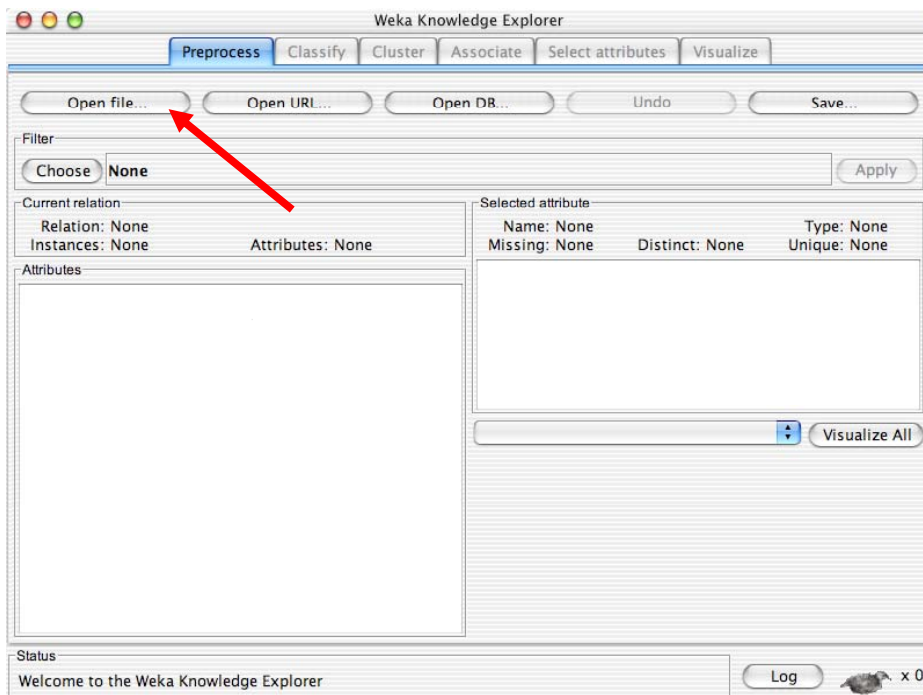 Weka Knowledge Explorer
Preprocess Classify Cluster Associate Select attributes Visualize
Open file... Open URL... Open DB... Undo Save...
Filter
Choose None Apply
Current relation
Relation: None
Instances: None Attributes: None
Selected attribute
Name: None Type: None
Missing: None Distinct: None Unique: None
Attributes
Visualize All
Status
Welcome to the Weka Knowledge Explorer
Log x 0